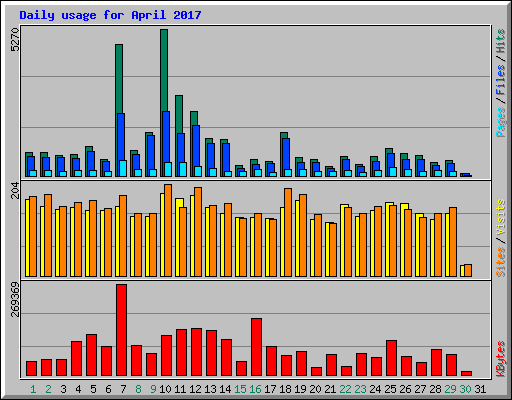 Daily usage for April 2017
5270
Pages / Files / Hits
204
Sites / Visits
269369
KBytes
1 2 3 4 5 6 7 8 9 10 11 12 13 14 15 16 17 18 19 20 21 22 23 24 25 26 27 28 29 30 31